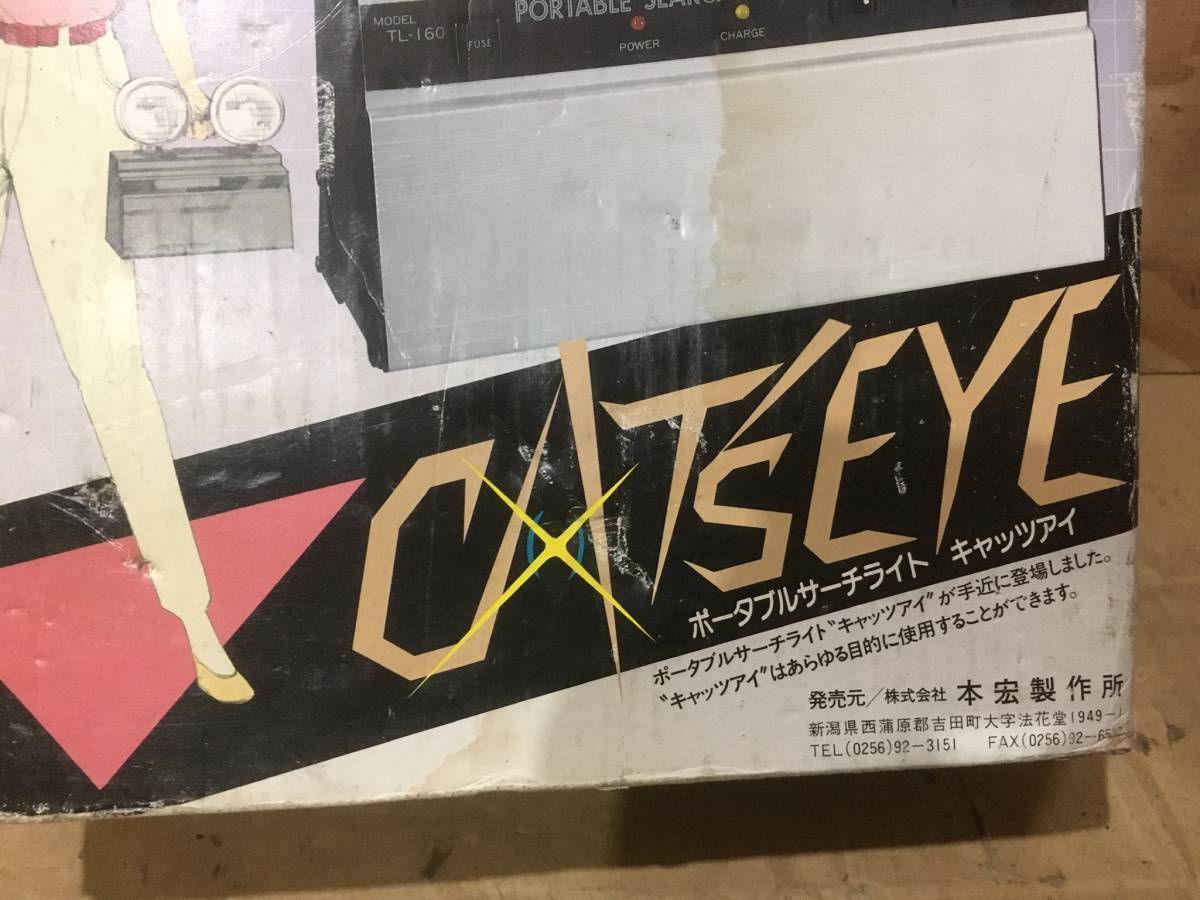 PORTABLE
MODEL
TL-160
FUSE
POWER
CHARGE
CAT'S EYE
ポータブルサーチライト キャッツアイ
ポータブルサーチライト"キャッツアイ"が手近に登場しました。
"キャッツアイ"はあらゆる目的に使用することができます。
発売元／株式会社 本宏製作所
新潟県西蒲原郡吉田町大字法花堂1949-1
TEL(0256)92-3151 FAX(0256)92-